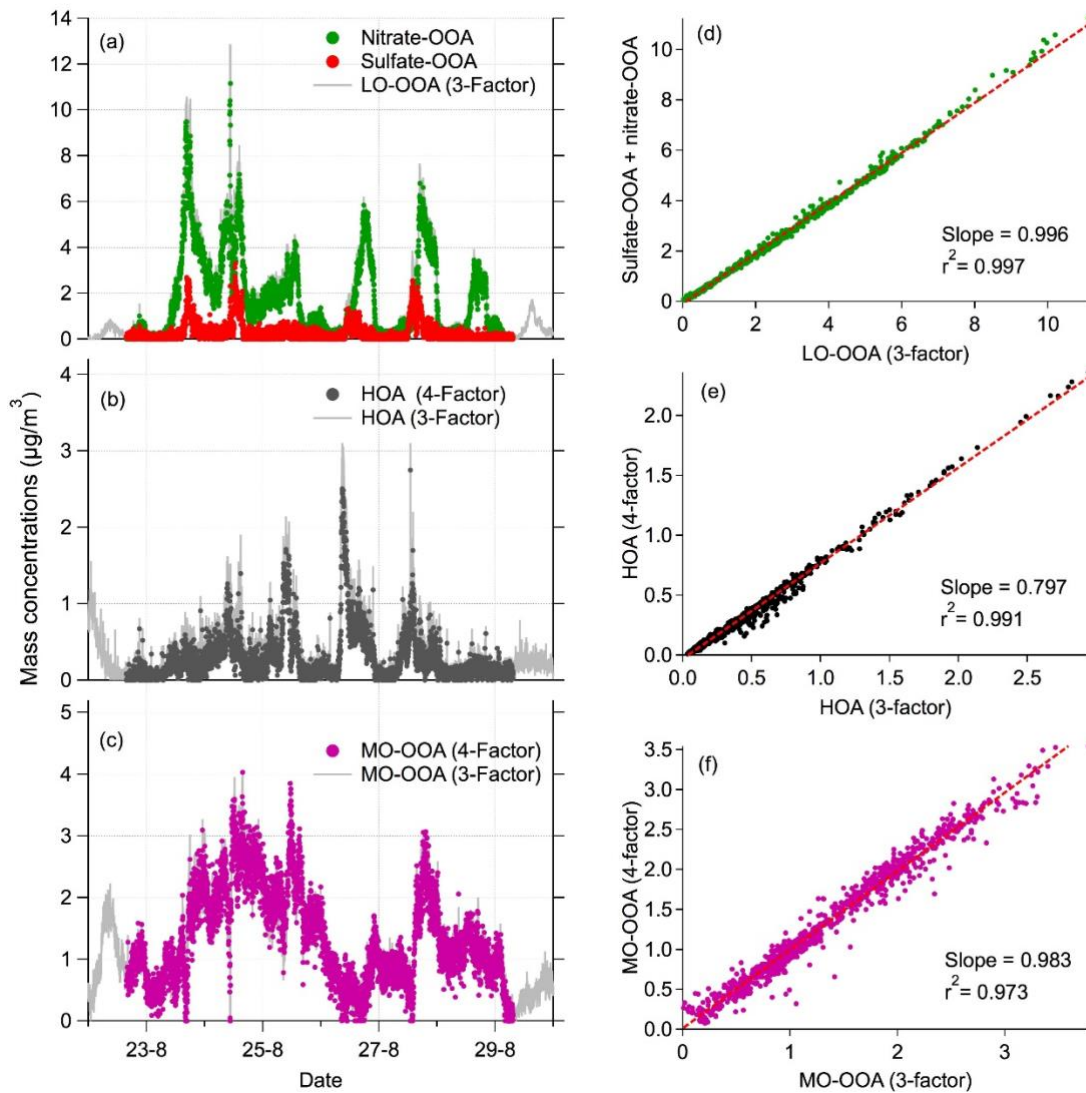 Mass concentrations (µg/m³)
(a)
Nitrate-OOA
Sulfate-OOA
LO-OOA (3-Factor)
14
12
10
8
6
4
2
0
(b)
HOA (4-Factor)
HOA (3-Factor)
4
3
2
1
0
(c)
MO-OOA (4-Factor)
MO-OOA (3-Factor)
5
4
3
2
1
0
23-8
25-8
27-8
29-8
Date
(d)
Sulfate-OOA + nitrate-OOA
10
8
6
4
2
0
Slope = 0.996
r² = 0.997
0
2
4
6
8
10
LO-OOA (3-factor)
(e)
HOA (4-factor)
2.0
1.5
1.0
0.5
0.0
Slope = 0.797
r² = 0.991
0.0
0.5
1.0
1.5
2.0
2.5
HOA (3-factor)
(f)
MO-OOA (4-factor)
3.5
3.0
2.5
2.0
1.5
1.0
0.5
0.0
Slope = 0.983
r² = 0.973
0
1
2
3
MO-OOA (3-factor)